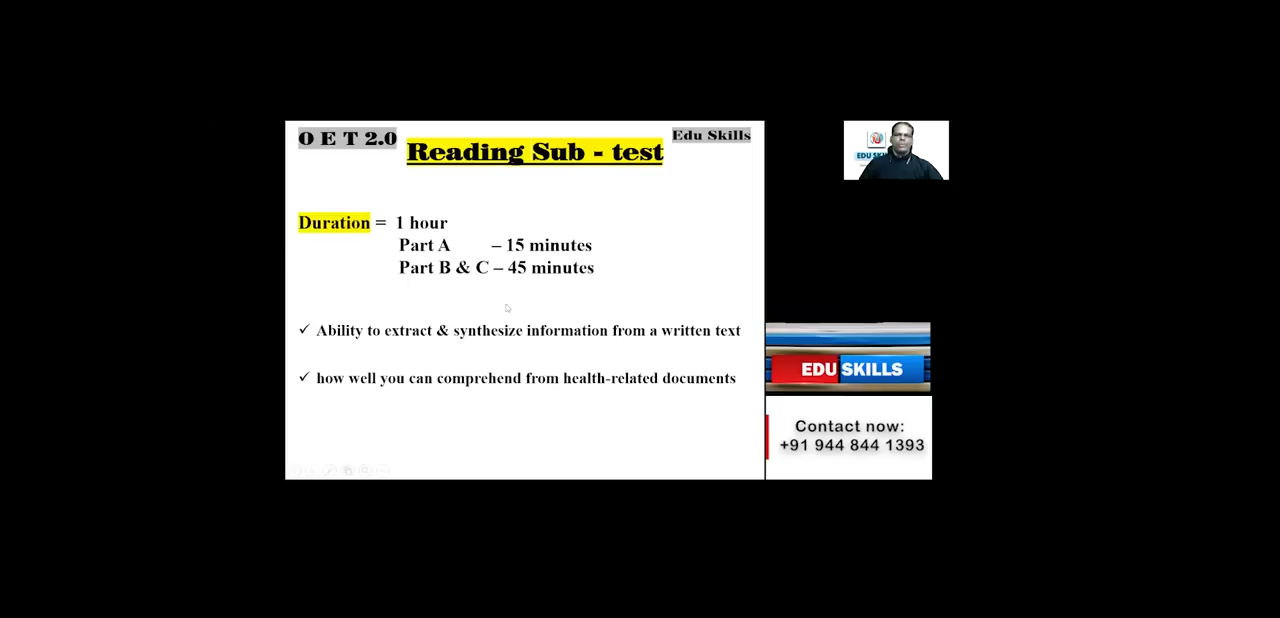 O E T 2.0
Reading Sub - test
Edu Skills
Duration = 1 hour
Part A – 15 minutes
Part B & C – 45 minutes
✓ Ability to extract & synthesize information from a written text
✓ how well you can comprehend from health-related documents
EDU SKILLS
Contact now:
+91 944 844 1393